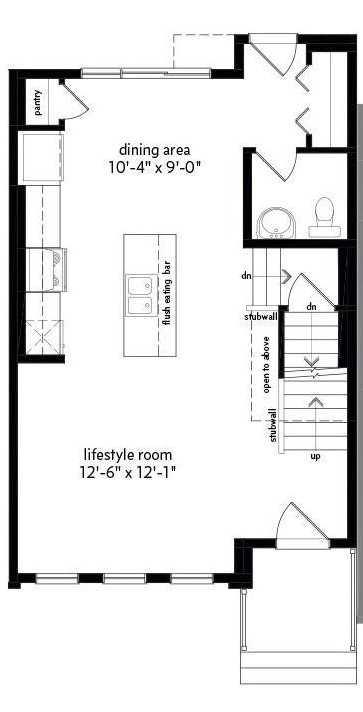 pantry
dining area
10'-4" x 9'-0"
dn
flush eating bar
dn
stubwall
open to above
stubwall
lifestyle room
12'-6" x 12'-1"
up